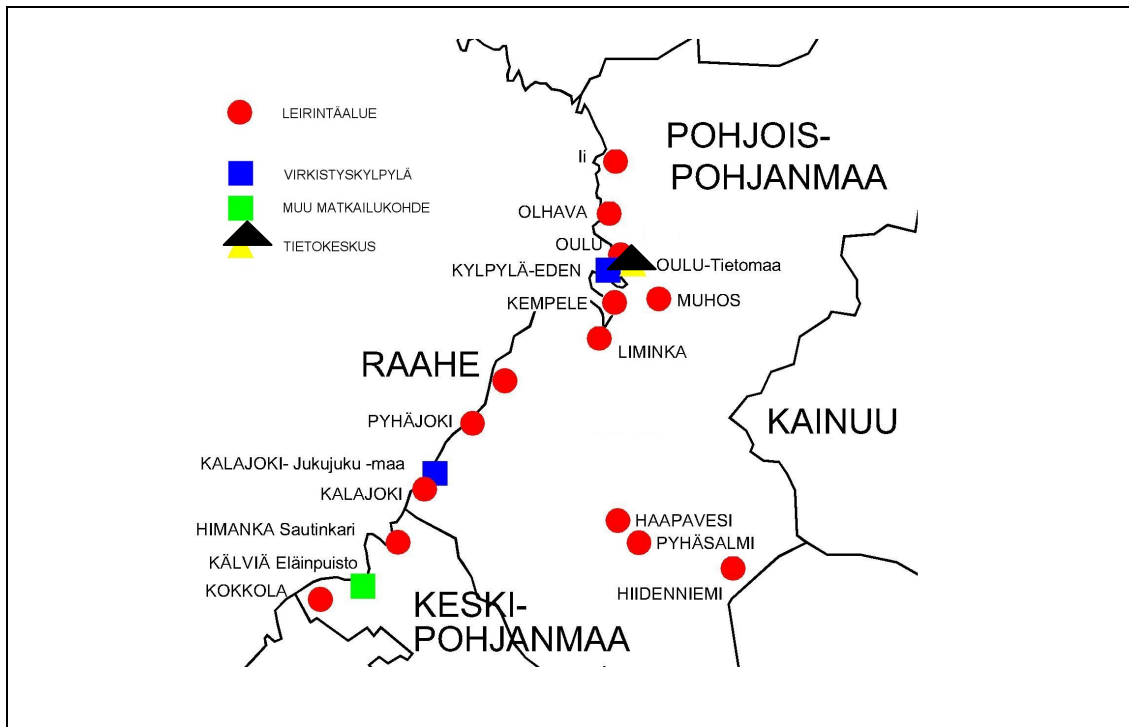 LEIRINTÄALUE
VIRKISTYSKYLPYLÄ
MUU MATKAILUKOHDE
TIETOKESKUS
POHJOIS-
POHJANMAA
Ii
OLHAVA
OULU
OULU-Tietomaa
KYLPYLÄ-EDEN
KEMPELE
MUHOS
LIMINKA
RAAHE
PYHÄJOKI
KAINUU
KALAJOKI- Jukujuku -maa
KALAJOKI
HIMANKA Sautinkari
HAAPAVESI
PYHÄSALMI
HIIDENNIEMI
KÄLVIÄ Eläinpuisto
KOKKOLA
KESKI-
POHJANMAA